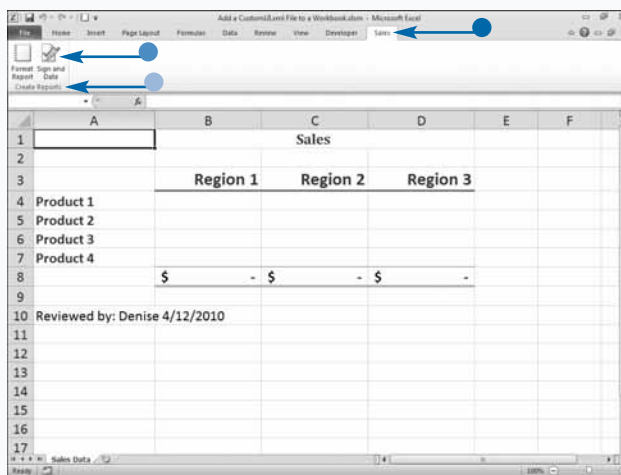 Add a CustomUI.xml File to a Workbook.xlsm - Microsoft Excel
File Home Insert Page Layout Formulas Data Review View Developer Sales
Format Report
Sign and Date
Create Reports
fx
A B C D E F
1 Sales
2
3 Region 1 Region 2 Region 3
4 Product 1
5 Product 2
6 Product 3
7 Product 4
8 $ - $ - $ -
9
10 Reviewed by: Denise 4/12/2010
11
12
13
14
15
16
17
Sales Data
Ready 100%